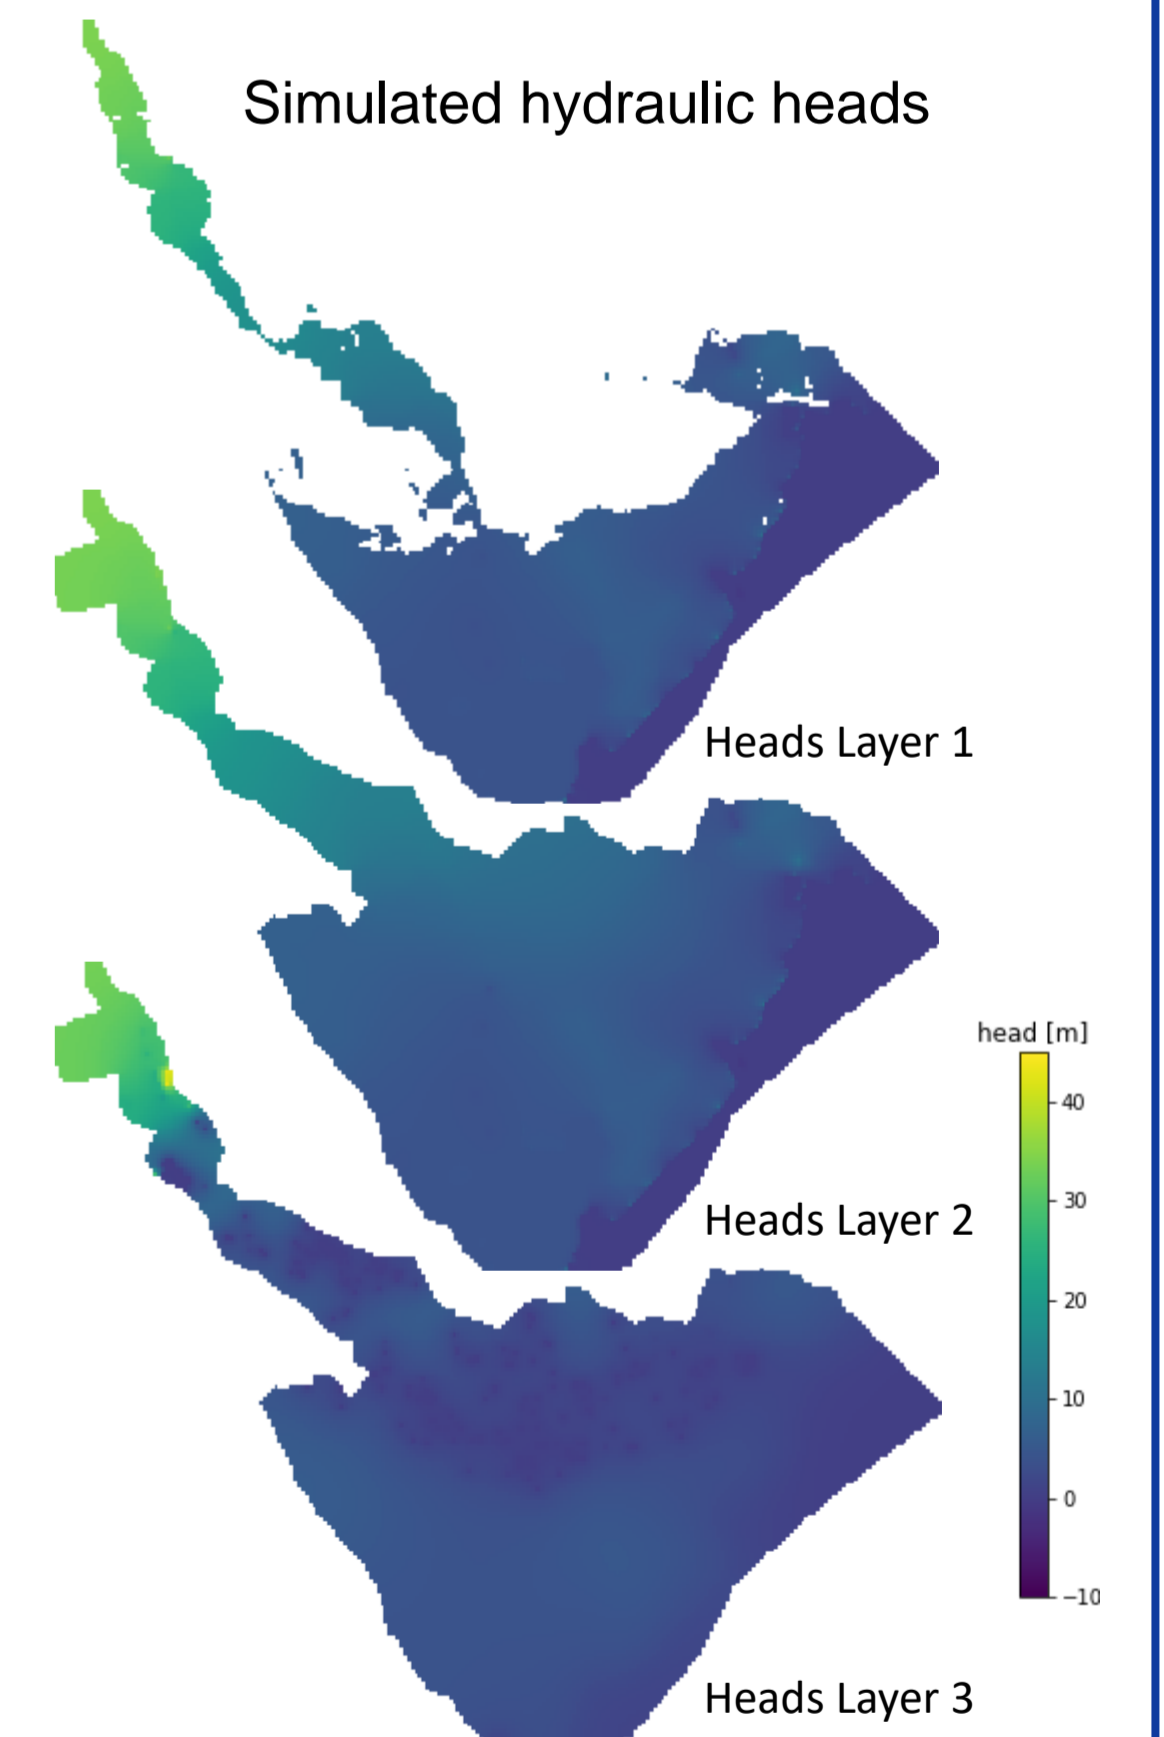 Simulated hydraulic heads
Heads Layer 1
head [m]
40
30
Heads Layer 2
20
10
0
−10
Heads Layer 3